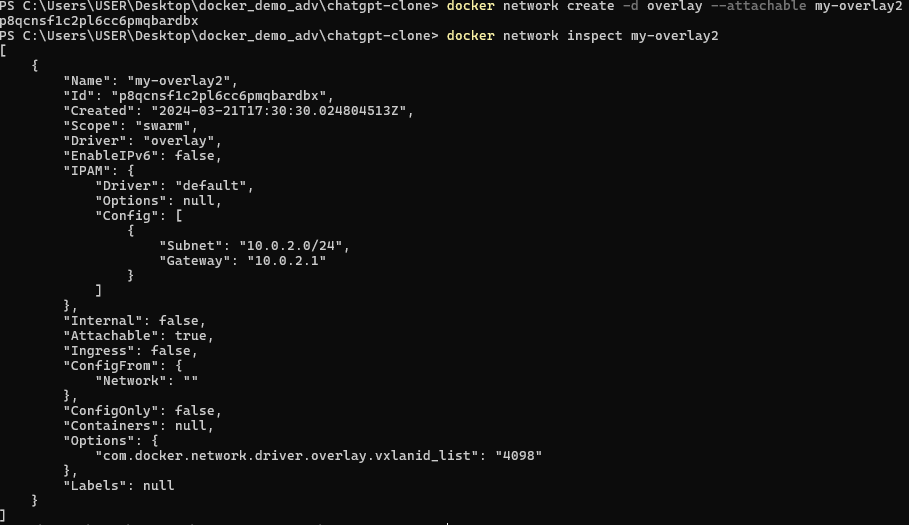 PS C:\Users\USER\Desktop\docker_demo_adv\chatgpt-clone> docker network create -d overlay --attachable my-overlay2
p8qcnsf1c2pl6cc6pmqbardbx
PS C:\Users\USER\Desktop\docker_demo_adv\chatgpt-clone> docker network inspect my-overlay2
[
    {
        "Name": "my-overlay2",
        "Id": "p8qcnsf1c2pl6cc6pmqbardbx",
        "Created": "2024-03-21T17:30:30.024804513Z",
        "Scope": "swarm",
        "Driver": "overlay",
        "EnableIPv6": false,
        "IPAM": {
            "Driver": "default",
            "Options": null,
            "Config": [
                {
                    "Subnet": "10.0.2.0/24",
                    "Gateway": "10.0.2.1"
                }
            ]
        },
        "Internal": false,
        "Attachable": true,
        "Ingress": false,
        "ConfigFrom": {
            "Network": ""
        },
        "ConfigOnly": false,
        "Containers": null,
        "Options": {
            "com.docker.network.driver.overlay.vxlanid_list": "4098"
        },
        "Labels": null
    }
]